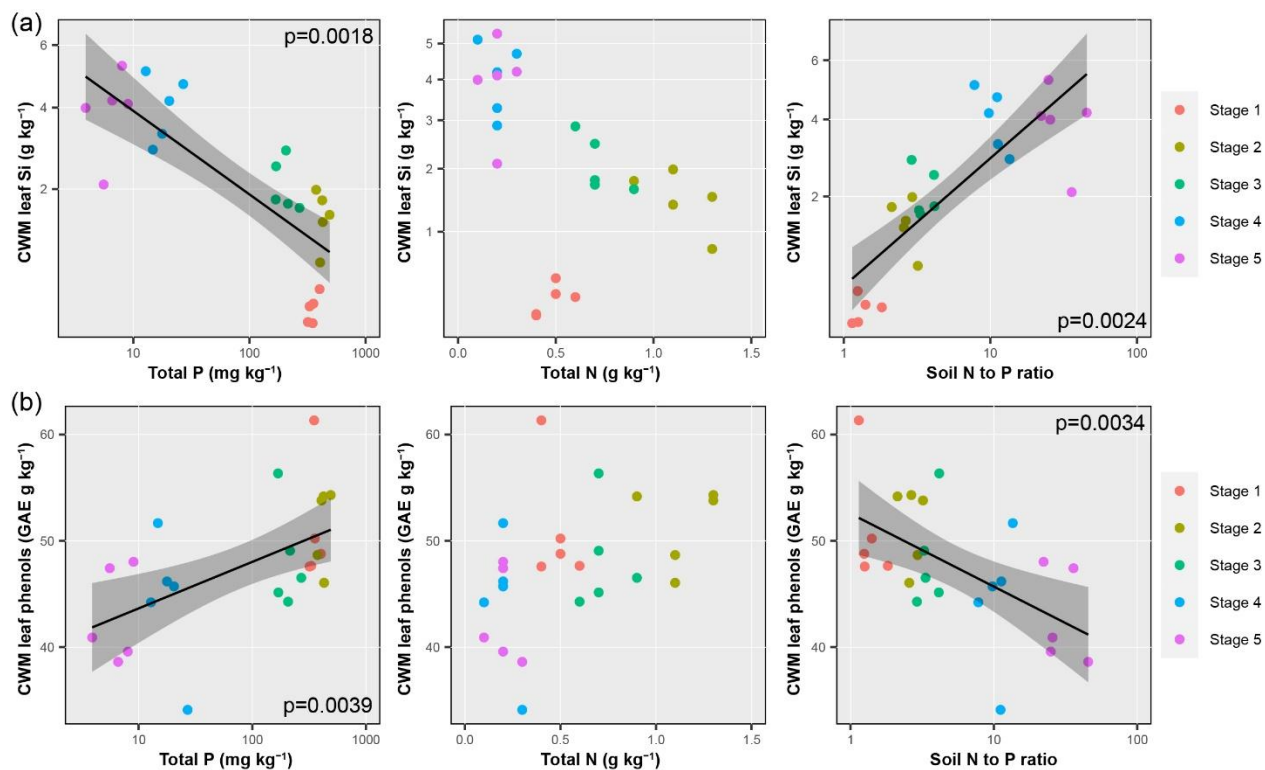 (a)
p=0.0018
CWM leaf Si (g kg⁻¹)
6
4
2
10
100
1000
Total P (mg kg⁻¹)
CWM leaf Si (g kg⁻¹)
5
4
3
2
1
0.0
0.5
1.0
1.5
Total N (g kg⁻¹)
CWM leaf Si (g kg⁻¹)
6
4
2
1
10
100
Soil N to P ratio
p=0.0024
Stage 1
Stage 2
Stage 3
Stage 4
Stage 5
(b)
CWM leaf phenols (GAE g kg⁻¹)
60
50
40
10
100
1000
Total P (mg kg⁻¹)
p=0.0039
CWM leaf phenols (GAE g kg⁻¹)
60
50
40
0.0
0.5
1.0
1.5
Total N (g kg⁻¹)
p=0.0034
CWM leaf phenols (GAE g kg⁻¹)
60
50
40
1
10
100
Soil N to P ratio
Stage 1
Stage 2
Stage 3
Stage 4
Stage 5